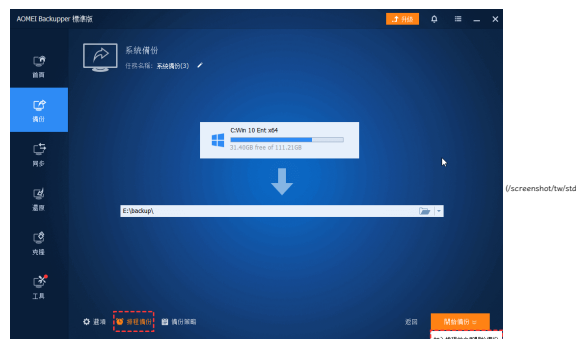 AOMEI Backupper 標準版
升級
系統備份
任務名稱: 系統備份(3)
首頁
備份
C:Win 10 Ent x64
31.40GB free of 111.21GB
同步
(/screenshot/tw/std
還原
E:\backup\
克隆
工具
選項
排程備份
備份策略
返回
開始備份